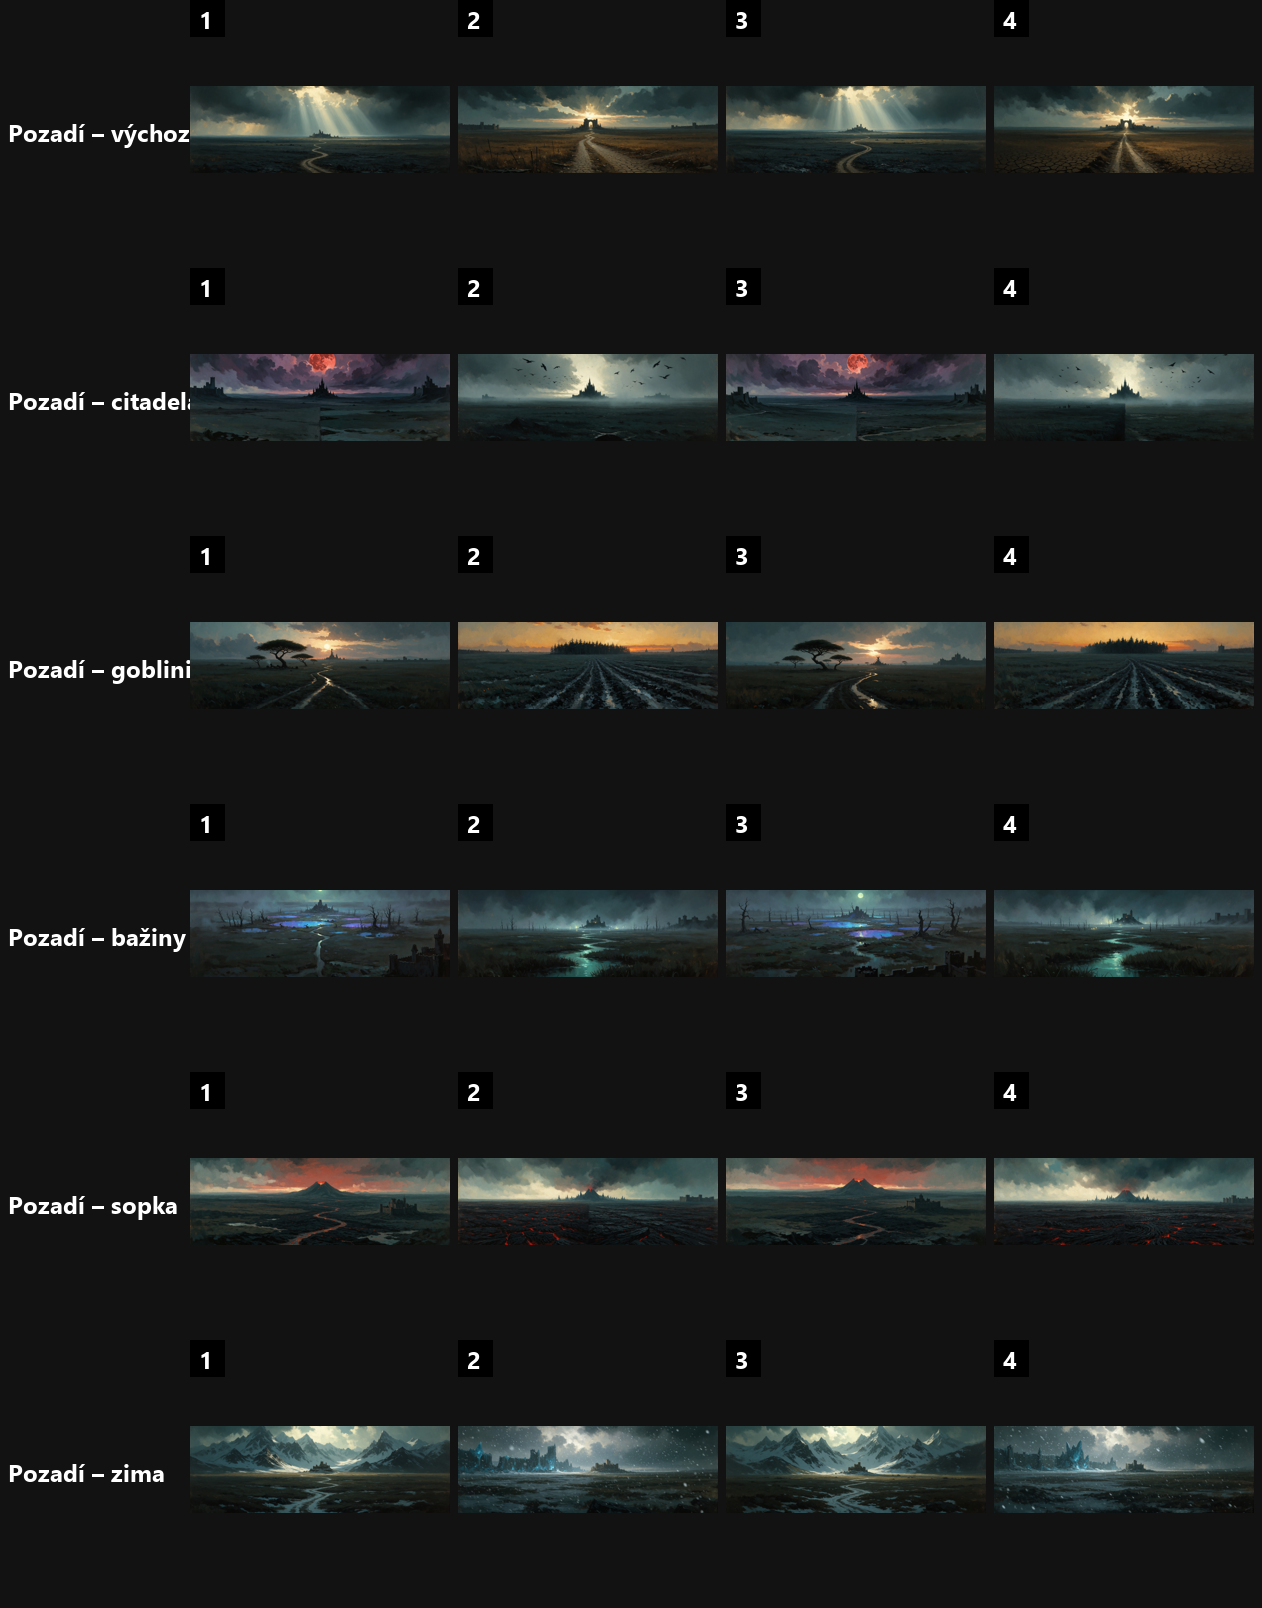 1 2 3 4
Pozadí – výchoz
1 2 3 4
Pozadí – citadel
1 2 3 4
Pozadí – goblini
1 2 3 4
Pozadí – bažiny
1 2 3 4
Pozadí – sopka
1 2 3 4
Pozadí – zima